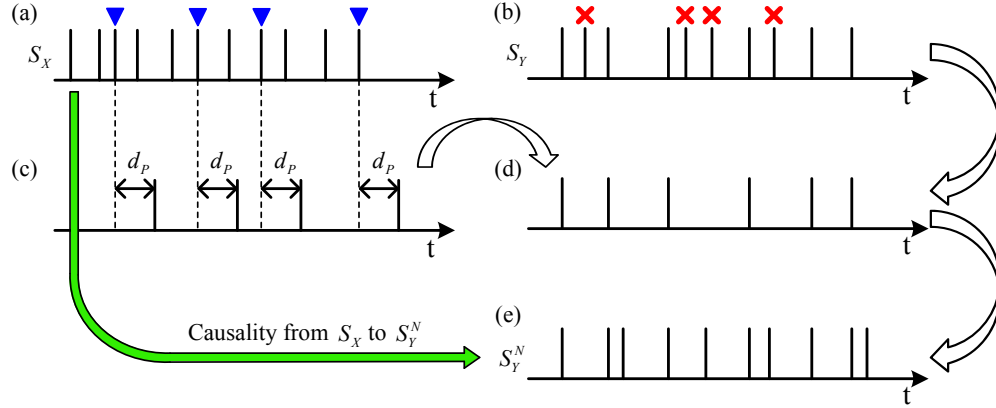 (a)
S_X
t
(b)
S_Y
t
(c)
d_P
d_P
d_P
d_P
t
(d)
t
Causality from S_X to S_Y^N
(e)
S_Y^N
t